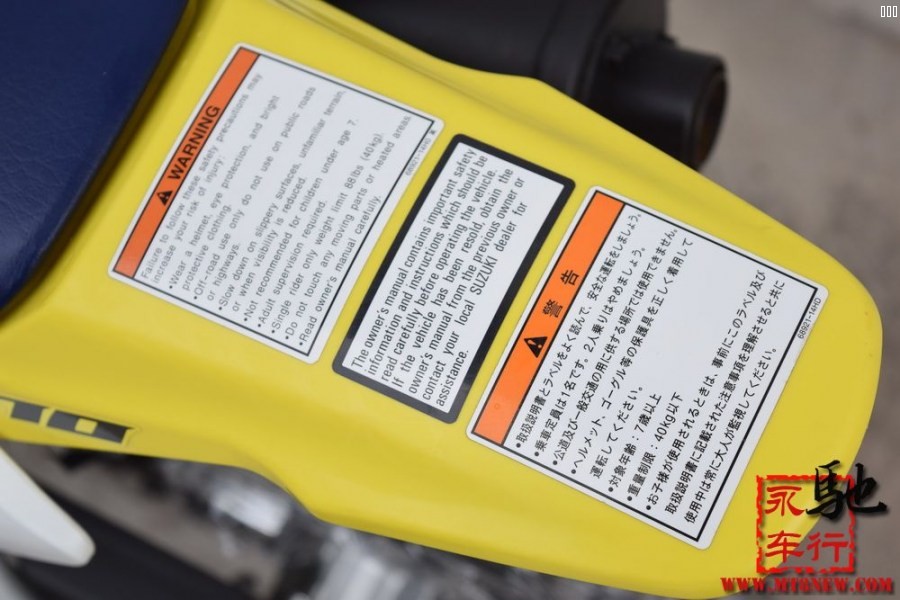 WARNING
Failure to follow these safety precautions may
increase your risk of injury:
•Wear a helmet, eye protection, and bright
protective clothing.
•Off-road use only do not use on public roads
or highways.
•Slow down on slippery surfaces, unfamiliar terrain,
or when visibility is reduced.
•Not recommended for children under age 7.
•Adult supervision required.
•Single rider only weight limit 88lbs (40kg).
•Do not touch any moving parts or heated areas.
•Read owner's manual carefully.
68921-14H0
The owner's manual contains important safety
information and instructions which should be
read carefully before operating the vehicle.
If the vehicle has been resold, obtain the
owner's manual from the previous owner or
contact your local SUZUKI dealer for
assistance.
警告
•取扱説明書とラベルをよく読んで、安全な運転をしましょう。
•乗車定員は1名です。2人乗りはやめましょう。
•公道及び一般交通の用に供する場所では使用できません。
•ヘルメット、ゴーグル等の保護具を正しく着用して
運転してください。
•対象年齢：7歳以上
•重量制限：40kg以下
•お子様が使用されるときは、事前にこのラベル及び
取扱説明書に記載された注意事項を理解させると共に
使用中は常に大人が監視してください。
68921-14H0
永驰
车行
WWW.MTGNEW.COM